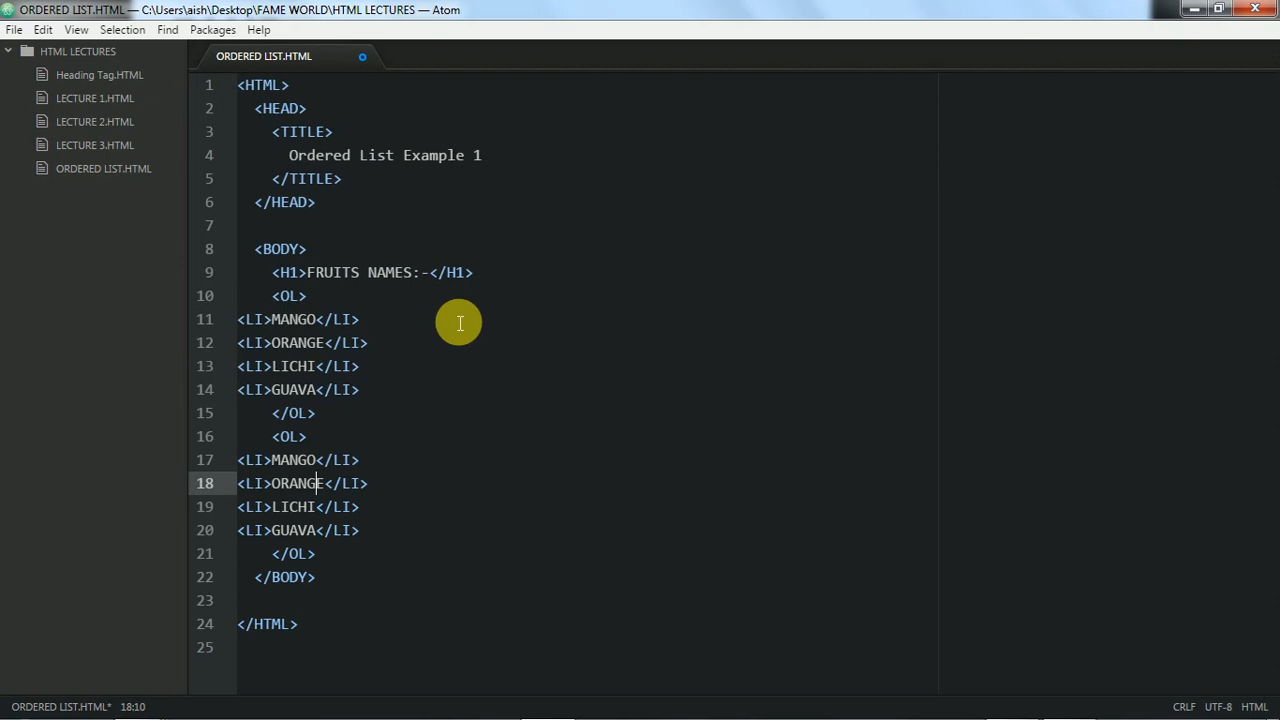 ORDERED LIST.HTML — C:\Users\aish\Desktop\FAME WORLD\HTML LECTURES — Atom
File Edit View Selection Find Packages Help
HTML LECTURES
Heading Tag.HTML
LECTURE 1.HTML
LECTURE 2.HTML
LECTURE 3.HTML
ORDERED LIST.HTML
ORDERED LIST.HTML
1 <HTML>
2 <HEAD>
3 <TITLE>
4 Ordered List Example 1
5 </TITLE>
6 </HEAD>
7
8 <BODY>
9 <H1>FRUITS NAMES:-</H1>
10 <OL>
11 <LI>MANGO</LI>
12 <LI>ORANGE</LI>
13 <LI>LICHI</LI>
14 <LI>GUAVA</LI>
15 </OL>
16 <OL>
17 <LI>MANGO</LI>
18 <LI>ORANGE</LI>
19 <LI>LICHI</LI>
20 <LI>GUAVA</LI>
21 </OL>
22 </BODY>
23
24 </HTML>
25
ORDERED LIST.HTML* 18:10 CRLF UTF-8 HTML